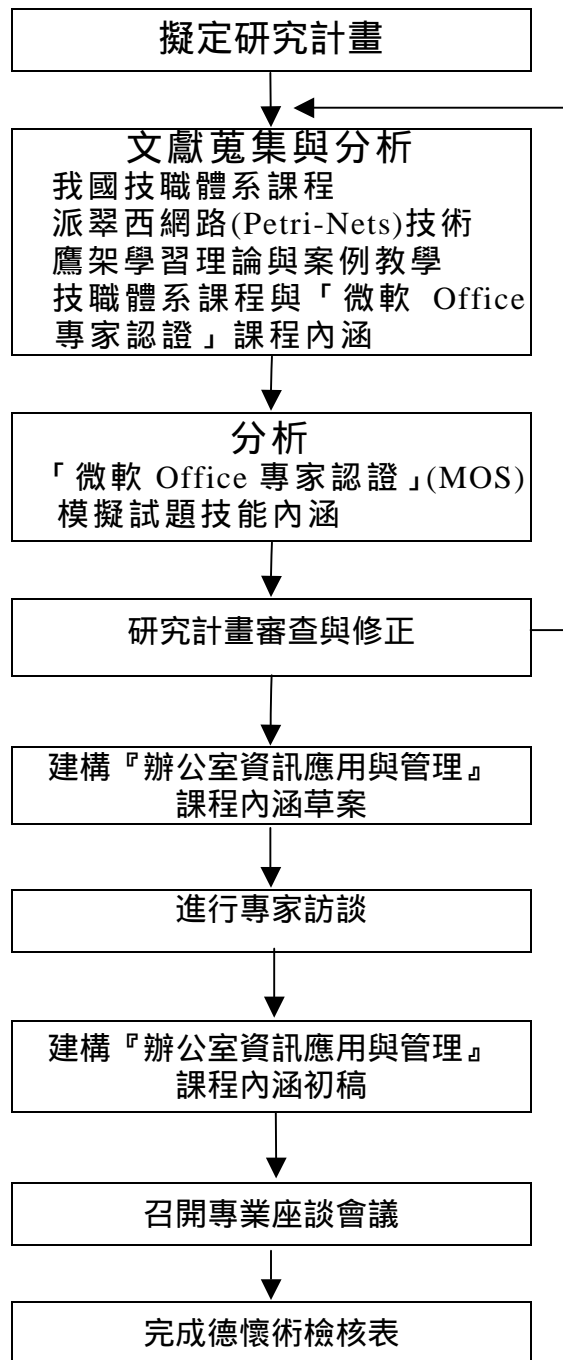 擬定研究計畫
文獻蒐集與分析
我國技職體系課程
派翠西網路(Petri-Nets)技術
鷹架學習理論與案例教學
技職體系課程與「微軟 Office
專家認證」課程內涵
分析
「微軟 Office 專家認證」(MOS)
模擬試題技能內涵
研究計畫審查與修正
建構『辦公室資訊應用與管理』
課程內涵草案
進行專家訪談
建構『辦公室資訊應用與管理』
課程內涵初稿
召開專業座談會議
完成德懷術檢核表